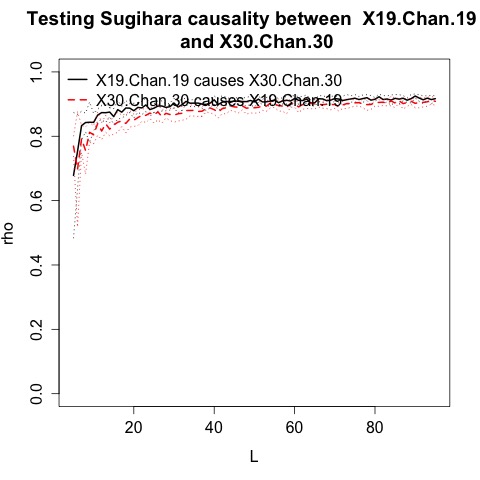 Testing Sugihara causality between X19.Chan.19
and X30.Chan.30
X19.Chan.19 causes X30.Chan.30
X30.Chan.30 causes X19.Chan.19
rho
1.0
0.8
0.6
0.4
0.2
0.0
20 40 60 80
L